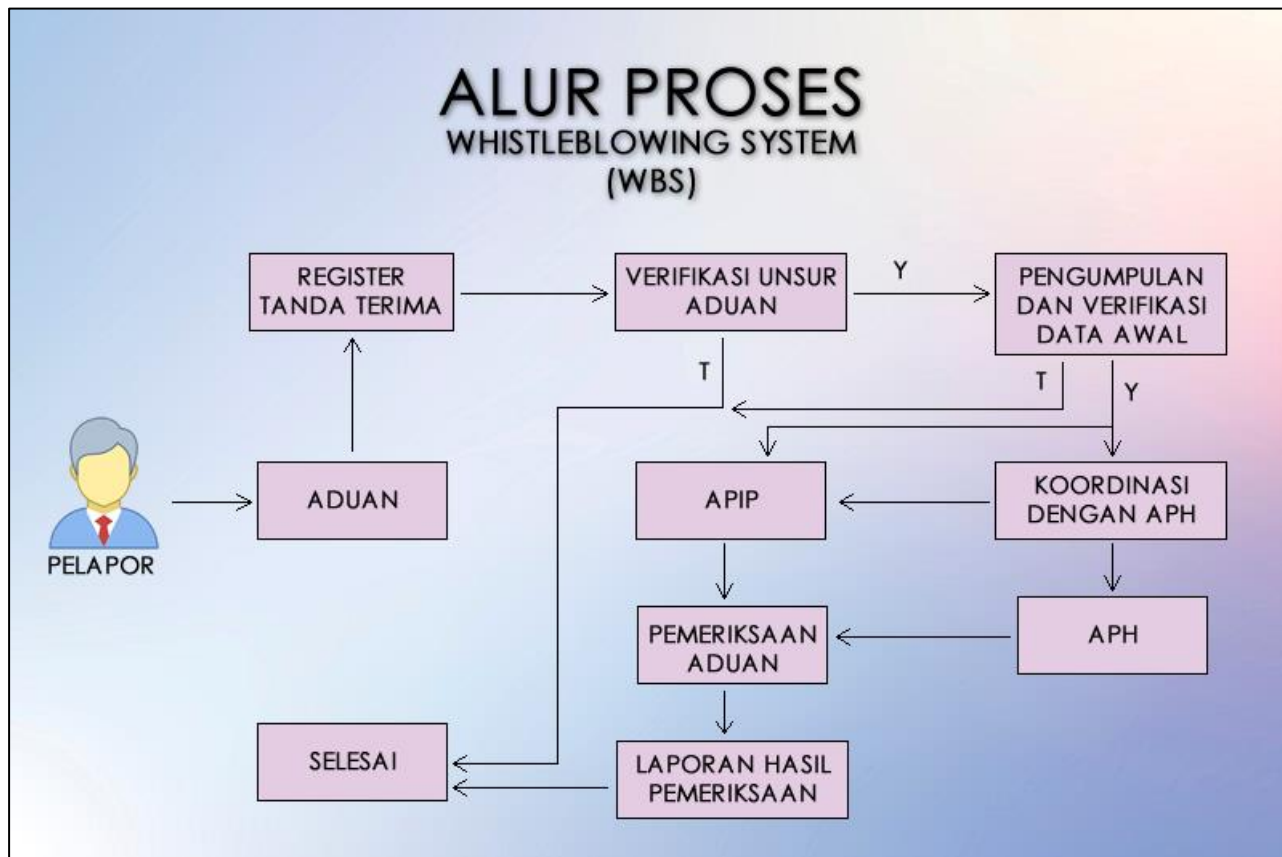 ALUR PROSES
WHISTLEBLOWING SYSTEM
(WBS)
REGISTER
TANDA TERIMA
VERIFIKASI UNSUR
ADUAN
Y
PENGUMPULAN
DAN VERIFIKASI
DATA AWAL
T
T
Y
PELAPOR
ADUAN
APIP
KOORDINASI
DENGAN APH
PEMERIKSAAN
ADUAN
APH
SELESAI
LAPORAN HASIL
PEMERIKSAAN